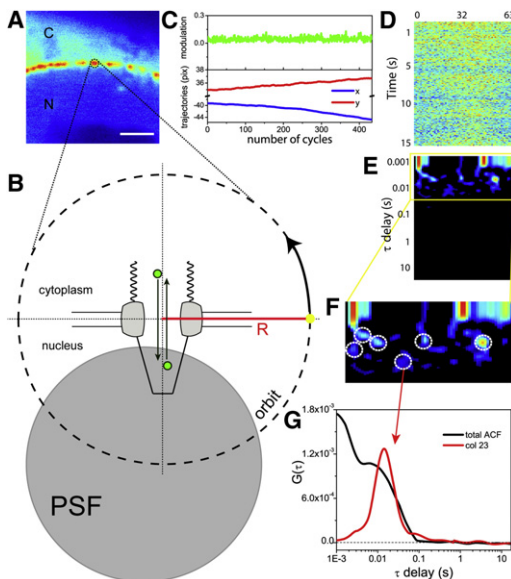 A
C
N
B
cytoplasm
nucleus
R
orbit
PSF
C
modulation
0.3
0.0
trajectories (pix)
36
-40
-44
x
y
0 100 200 300 400
number of cycles
D
0 32 63
Time (s)
1
5
10
15
E
τ delay (s)
0.001
0.01
0.1
1
10
F
G
G(τ)
1.8x10⁻³
1.2x10⁻³
6.0x10⁻⁴
0.0
total ACF
col 23
1E-3 0.01 0.1 1 10
τ delay (s)